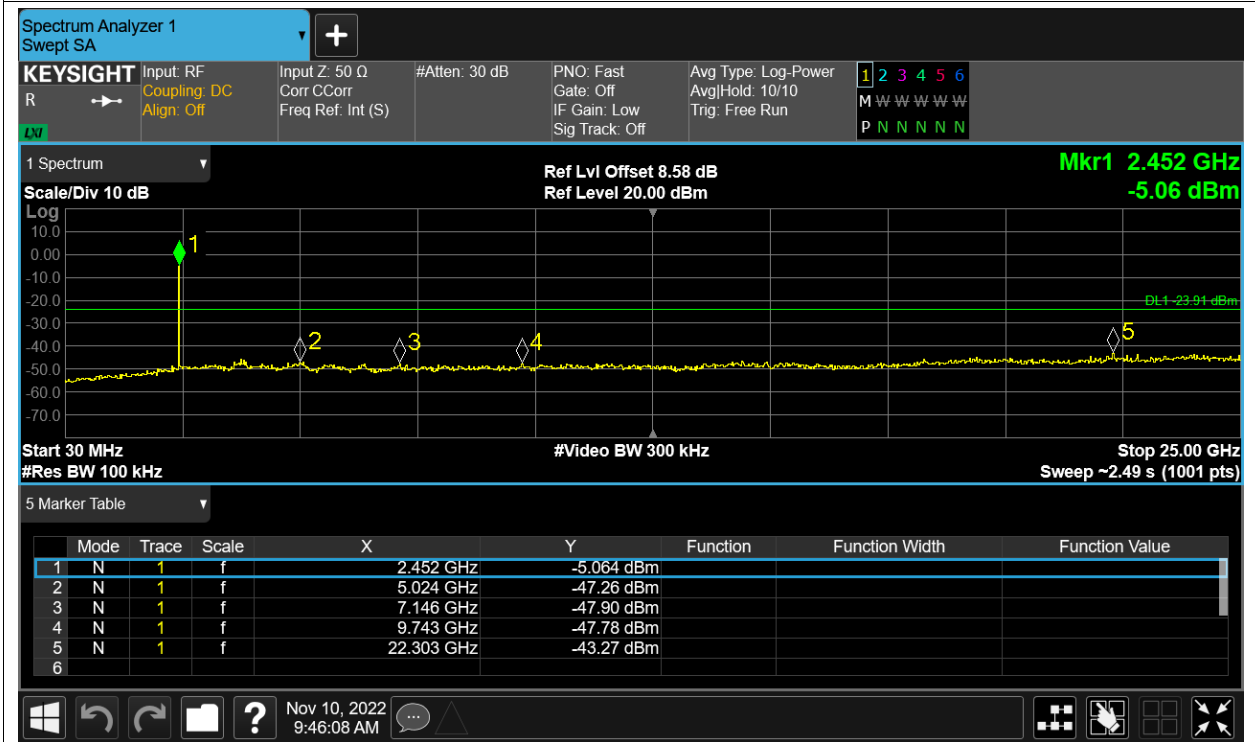 Spectrum Analyzer 1
Swept SA
+
KEYSIGHT
R
LXI
Input: RF
Coupling: DC
Align: Off
Input Z: 50 Ω
Corr CCorr
Freq Ref: Int (S)
#Atten: 30 dB
PNO: Fast
Gate: Off
IF Gain: Low
Sig Track: Off
Avg Type: Log-Power
Avg|Hold: 10/10
Trig: Free Run
1 2 3 4 5 6
M W W W W W
P N N N N N
1 Spectrum
Scale/Div 10 dB
Ref Lvl Offset 8.58 dB
Ref Level 20.00 dBm
Mkr1 2.452 GHz
-5.06 dBm
Log
10.0
0.00
-10.0
-20.0
-30.0
-40.0
-50.0
-60.0
-70.0
1
2
3
4
5
DL1 -23.91 dBm
Start 30 MHz
#Video BW 300 kHz
Stop 25.00 GHz
#Res BW 100 kHz
Sweep ~2.49 s (1001 pts)
5 Marker Table
Mode Trace Scale X Y Function Function Width Function Value
1 N 1 f 2.452 GHz -5.064 dBm
2 N 1 f 5.024 GHz -47.26 dBm
3 N 1 f 7.146 GHz -47.90 dBm
4 N 1 f 9.743 GHz -47.78 dBm
5 N 1 f 22.303 GHz -43.27 dBm
6
?
Nov 10, 2022
9:46:08 AM